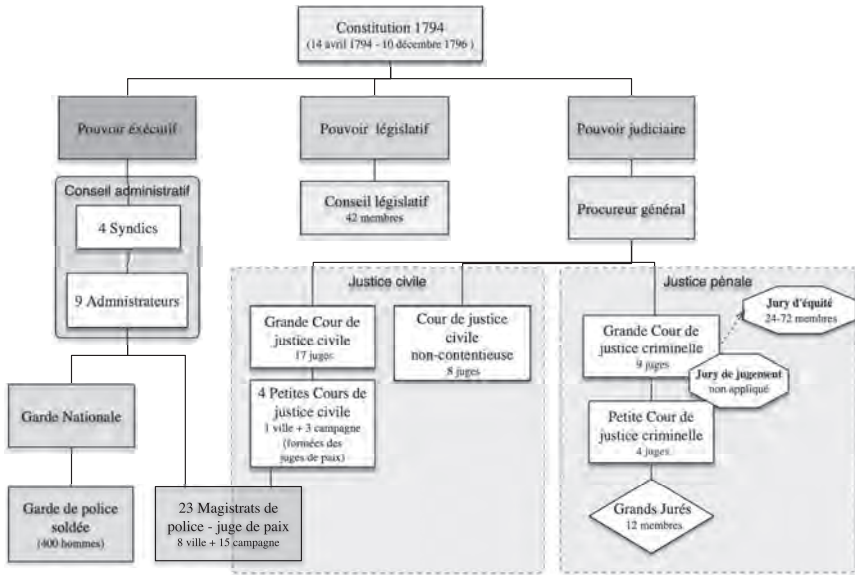 Constitution 1794
(14 avril 1794 - 10 décembre 1796 )
Pouvoir éxécutif
Pouvoir législatif
Pouvoir judiciaire
Conseil administratif
4 Syndics
9 Admnistrateurs
Conseil législatif
42 membres
Procureur général
Justice civile
Grande Cour de
justice civile
17 juges
Cour de justice
civile
non-contentieuse
8 juges
4 Petites Cours de
justice civile
1 ville + 3 campagne
(formées des
juges de paix)
Justice pénale
Jury d'équité
24-72 membres
Grande Cour de
justice criminelle
9 juges
Jury de jugement
non appliqué
Petite Cour de
justice criminelle
4 juges
Grands Jurés
12 membres
Garde Nationale
Garde de police
soldée
(400 hommes)
23 Magistrats de
police - juge de paix
8 ville + 15 campagne